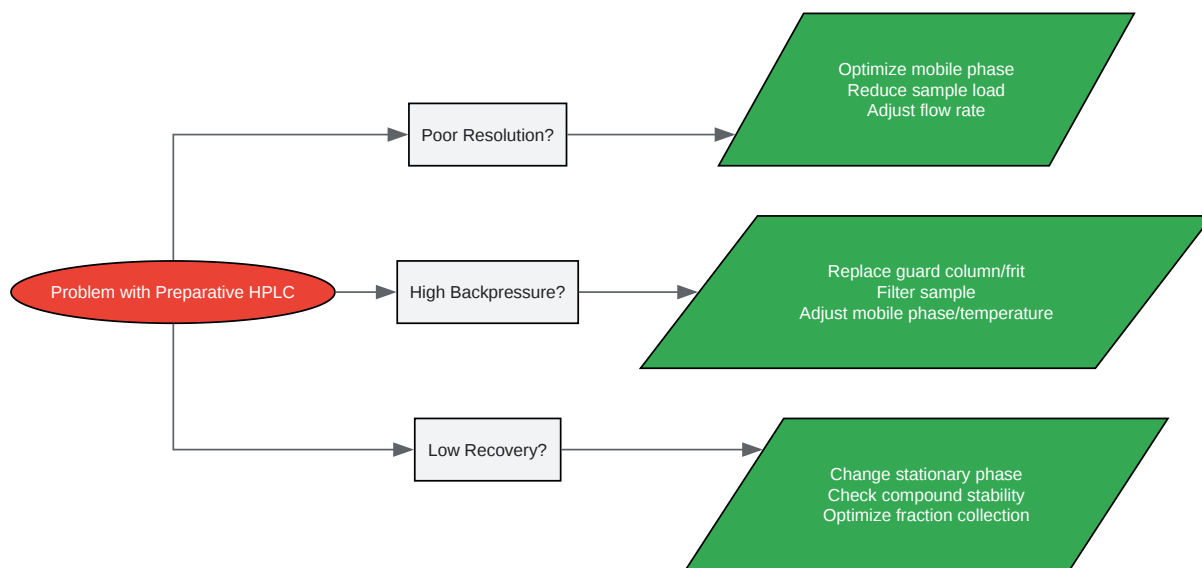 Optimize mobile phase
Reduce sample load
Adjust flow rate
Poor Resolution?
Replace guard column/frit
Filter sample
Adjust mobile phase/temperature
Problem with Preparative HPLC
High Backpressure?
Low Recovery?
Change stationary phase
Check compound stability
Optimize fraction collection